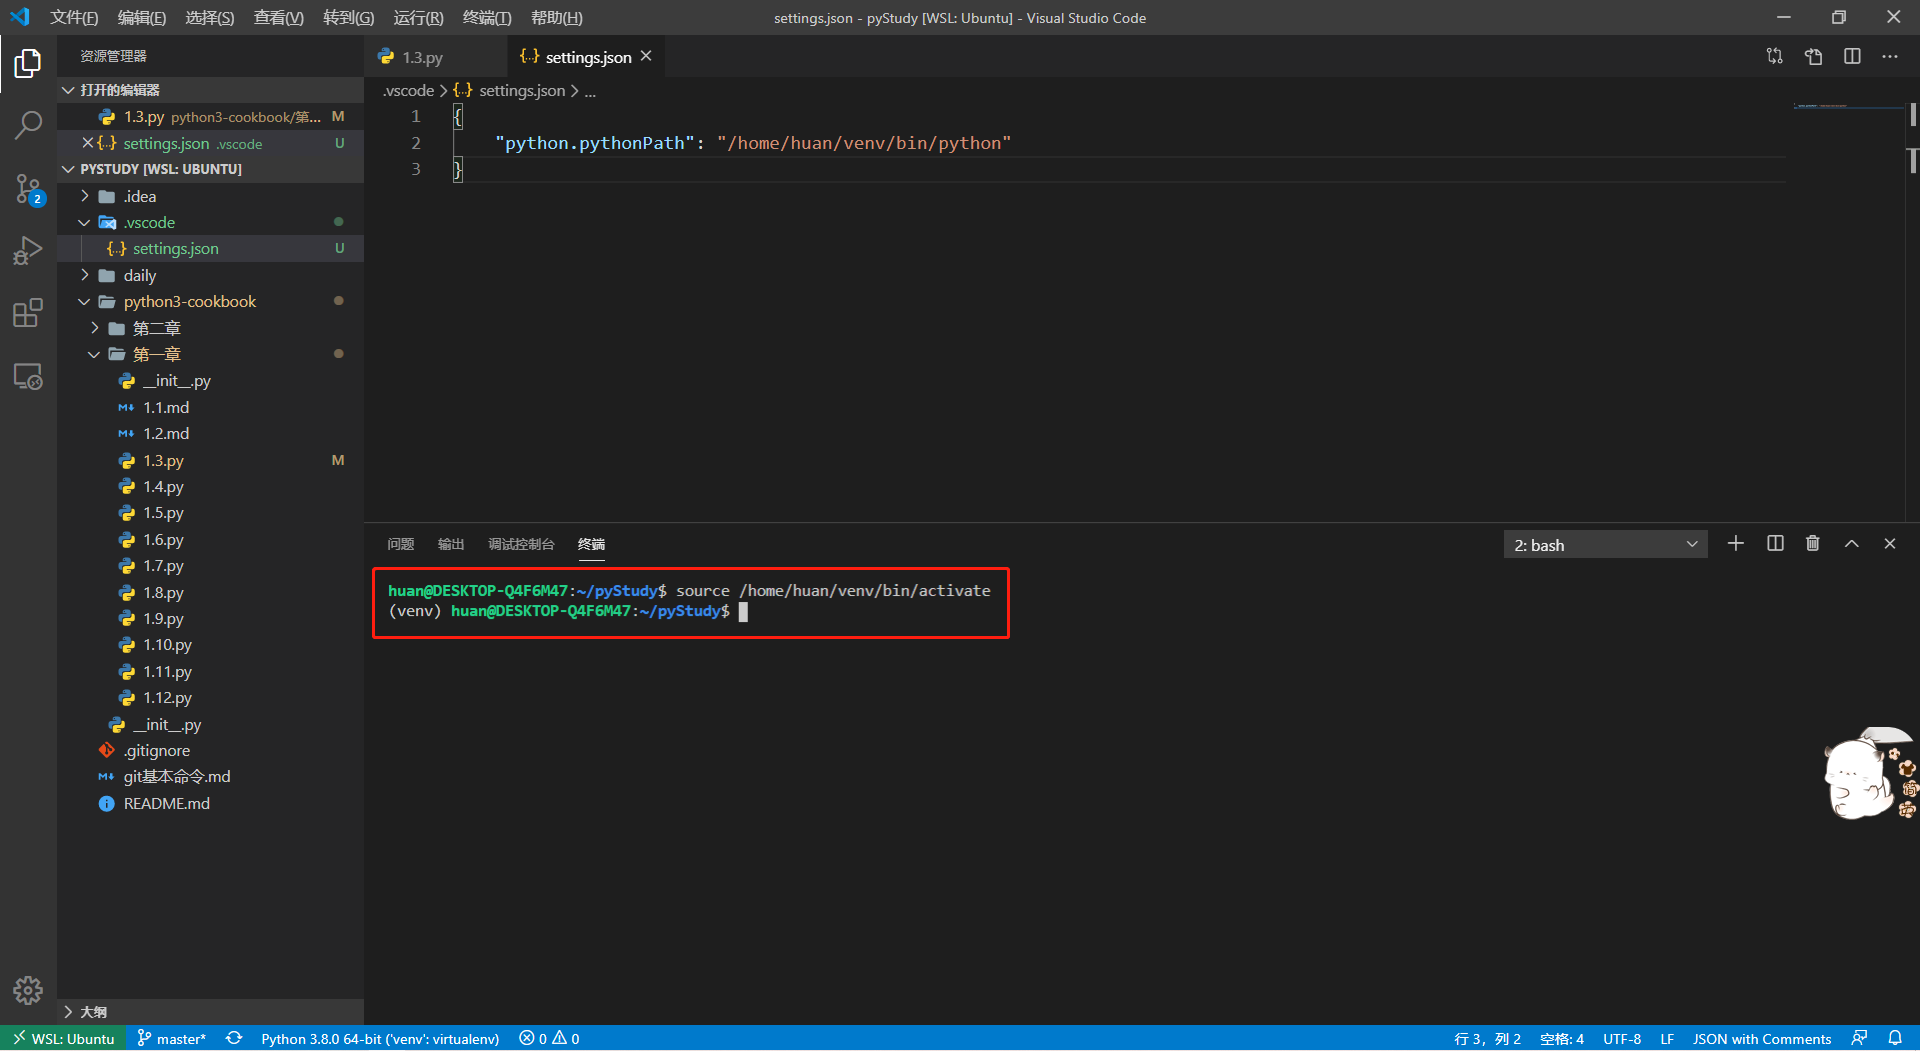 文件(F) 编辑(E) 选择(S) 查看(V) 转到(G) 运行(R) 终端(T) 帮助(H)
settings.json - pyStudy [WSL: Ubuntu] - Visual Studio Code
资源管理器
打开的编辑器
1.3.py python3-cookbook/第... M
settings.json .vscode U
PYSTUDY [WSL: UBUNTU]
.idea
.vscode
settings.json U
daily
python3-cookbook
第二章
第一章
__init__.py
1.1.md
1.2.md
1.3.py M
1.4.py
1.5.py
1.6.py
1.7.py
1.8.py
1.9.py
1.10.py
1.11.py
1.12.py
__init__.py
.gitignore
git基本命令.md
README.md
大纲
2
1.3.py
settings.json
.vscode > settings.json > ...
1 {
2 "python.pythonPath": "/home/huan/venv/bin/python"
3 }
问题 输出 调试控制台 终端
2: bash
huan@DESKTOP-Q4F6M47:~/pyStudy$ source /home/huan/venv/bin/activate
(venv) huan@DESKTOP-Q4F6M47:~/pyStudy$
WSL: Ubuntu master* Python 3.8.0 64-bit ('venv': virtualenv) 0 0
行 3，列 2 空格: 4 UTF-8 LF JSON with Comments